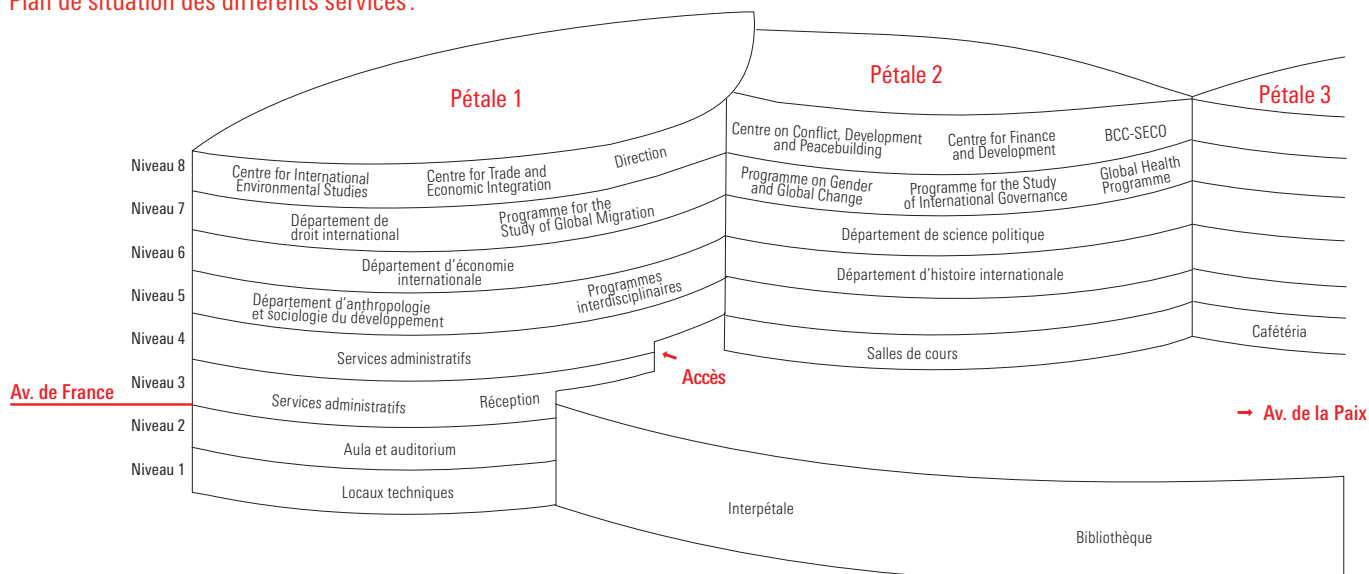 Plan de situation des différents services :
Pétale 1
Pétale 2
Pétale 3
Niveau 8
Centre for International
Environmental Studies
Centre for Trade and
Economic Integration
Direction
Centre on Conflict, Development
and Peacebuilding
Centre for Finance
and Development
BCC-SECO
Niveau 7
Département de
droit international
Programme for the
Study of Global Migration
Programme on Gender
and Global Change
Programme for the Study
of International Governance
Global Health
Programme
Niveau 6
Département d'économie
internationale
Département de science politique
Niveau 5
Département d'anthropologie
et sociologie du développement
Programmes
interdisciplinaires
Département d'histoire internationale
Niveau 4
Services administratifs
Salles de cours
Cafétéria
Accès
Niveau 3
Services administratifs
Réception
Av. de France
→ Av. de la Paix
Niveau 2
Aula et auditorium
Niveau 1
Locaux techniques
Interpétale
Bibliothèque